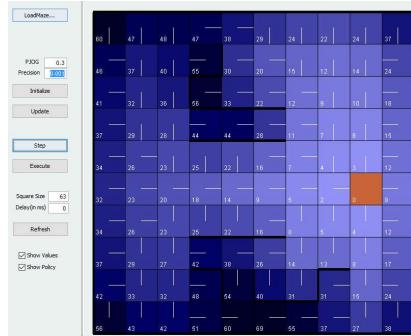 LoadMaze...
PJOG 0.3
Precision 0.001
Initialize
Update
Step
Execute
Square Size 63
Delay(in ms) 0
Refresh
Show Values
Show Policy
60 47 48 47 38 29 24 22 24 37
46 37 40 55 30 20 15 12 14 24
41 32 36 56 33 22 12 9 10 18
37 29 28 44 44 28 11 7 8 15
34 26 23 25 22 16 7 4 3 12
32 23 20 18 14 9 5 2 0 9
34 26 23 25 22 16 8 5 4 12
37 29 27 42 38 26 14 13 8 17
42 33 32 48 54 40 31 31 15 24
56 43 42 51 60 69 55 37 27 38